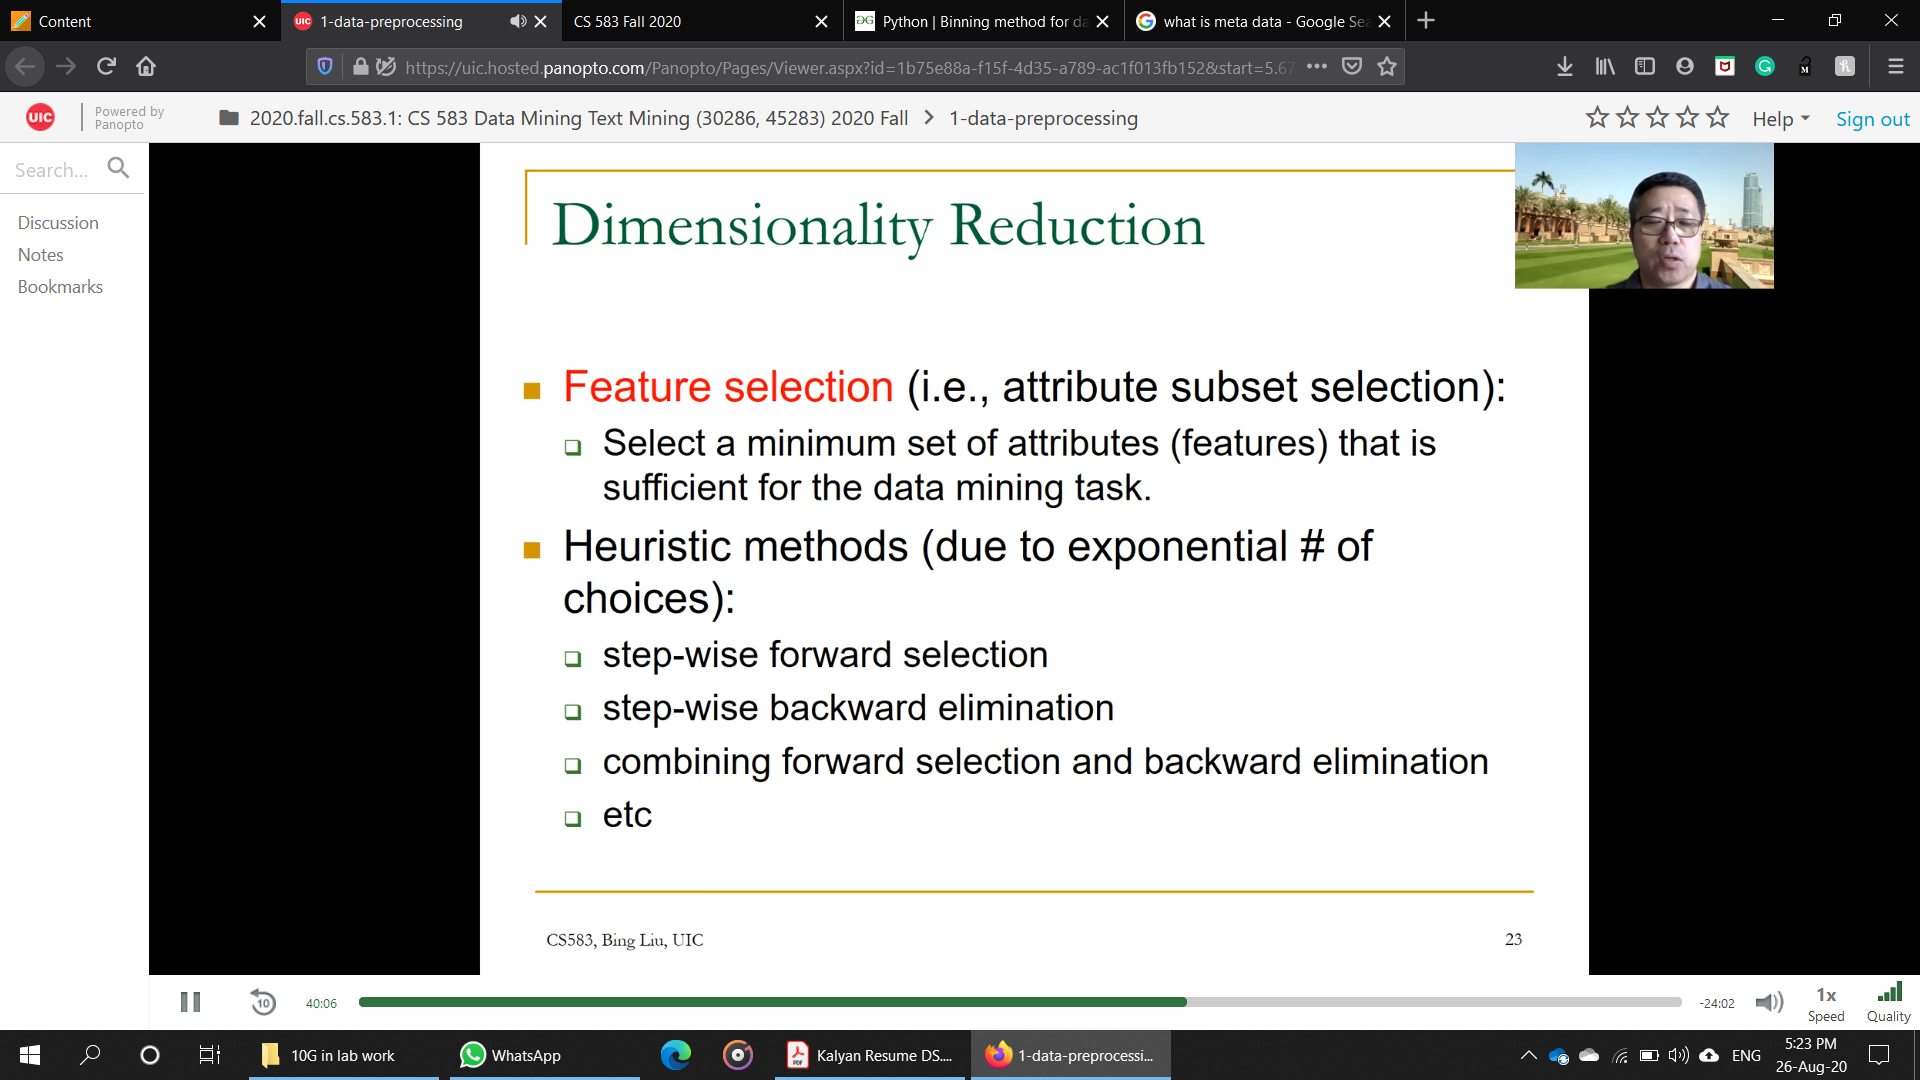 Content
UIC 1-data-preprocessing
CS 583 Fall 2020
Python | Binning method for da
what is meta data - Google Sea
https://uic.hosted.panopto.com/Panopto/Pages/Viewer.aspx?id=1b75e88a-f15f-4d35-a789-ac1f013fb152&start=5.67
UIC
Powered by
Panopto
2020.fall.cs.583.1: CS 583 Data Mining Text Mining (30286, 45283) 2020 Fall > 1-data-preprocessing
Help
Sign out
Search...
Discussion
Notes
Bookmarks
Dimensionality Reduction
Feature selection (i.e., attribute subset selection):
Select a minimum set of attributes (features) that is
sufficient for the data mining task.
Heuristic methods (due to exponential # of
choices):
step-wise forward selection
step-wise backward elimination
combining forward selection and backward elimination
etc
CS583, Bing Liu, UIC
23
10
40:06
-24:02
1x
Speed
Quality
10G in lab work
WhatsApp
Kalyan Resume DS....
1-data-preprocessi...
ENG
5:23 PM
26-Aug-20